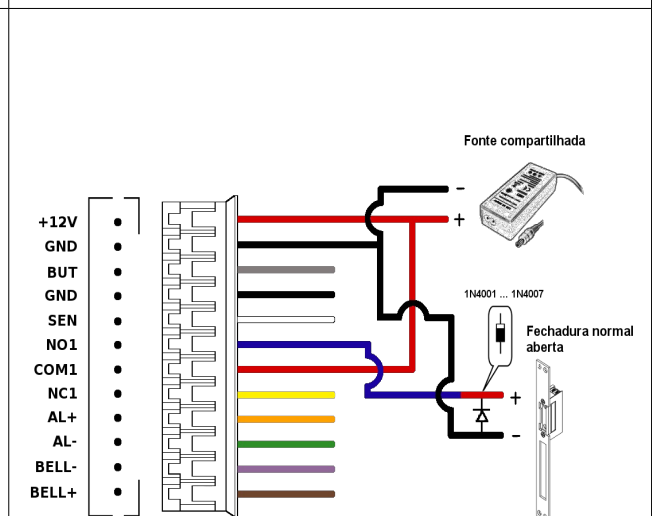 Fonte compartilhada
-
+12V
+
GND
BUT
GND
1N4001 ... 1N4007
SEN
Fechadura normal
aberta
NO1
COM1
NC1
+
AL+
AL-
-
BELL-
BELL+